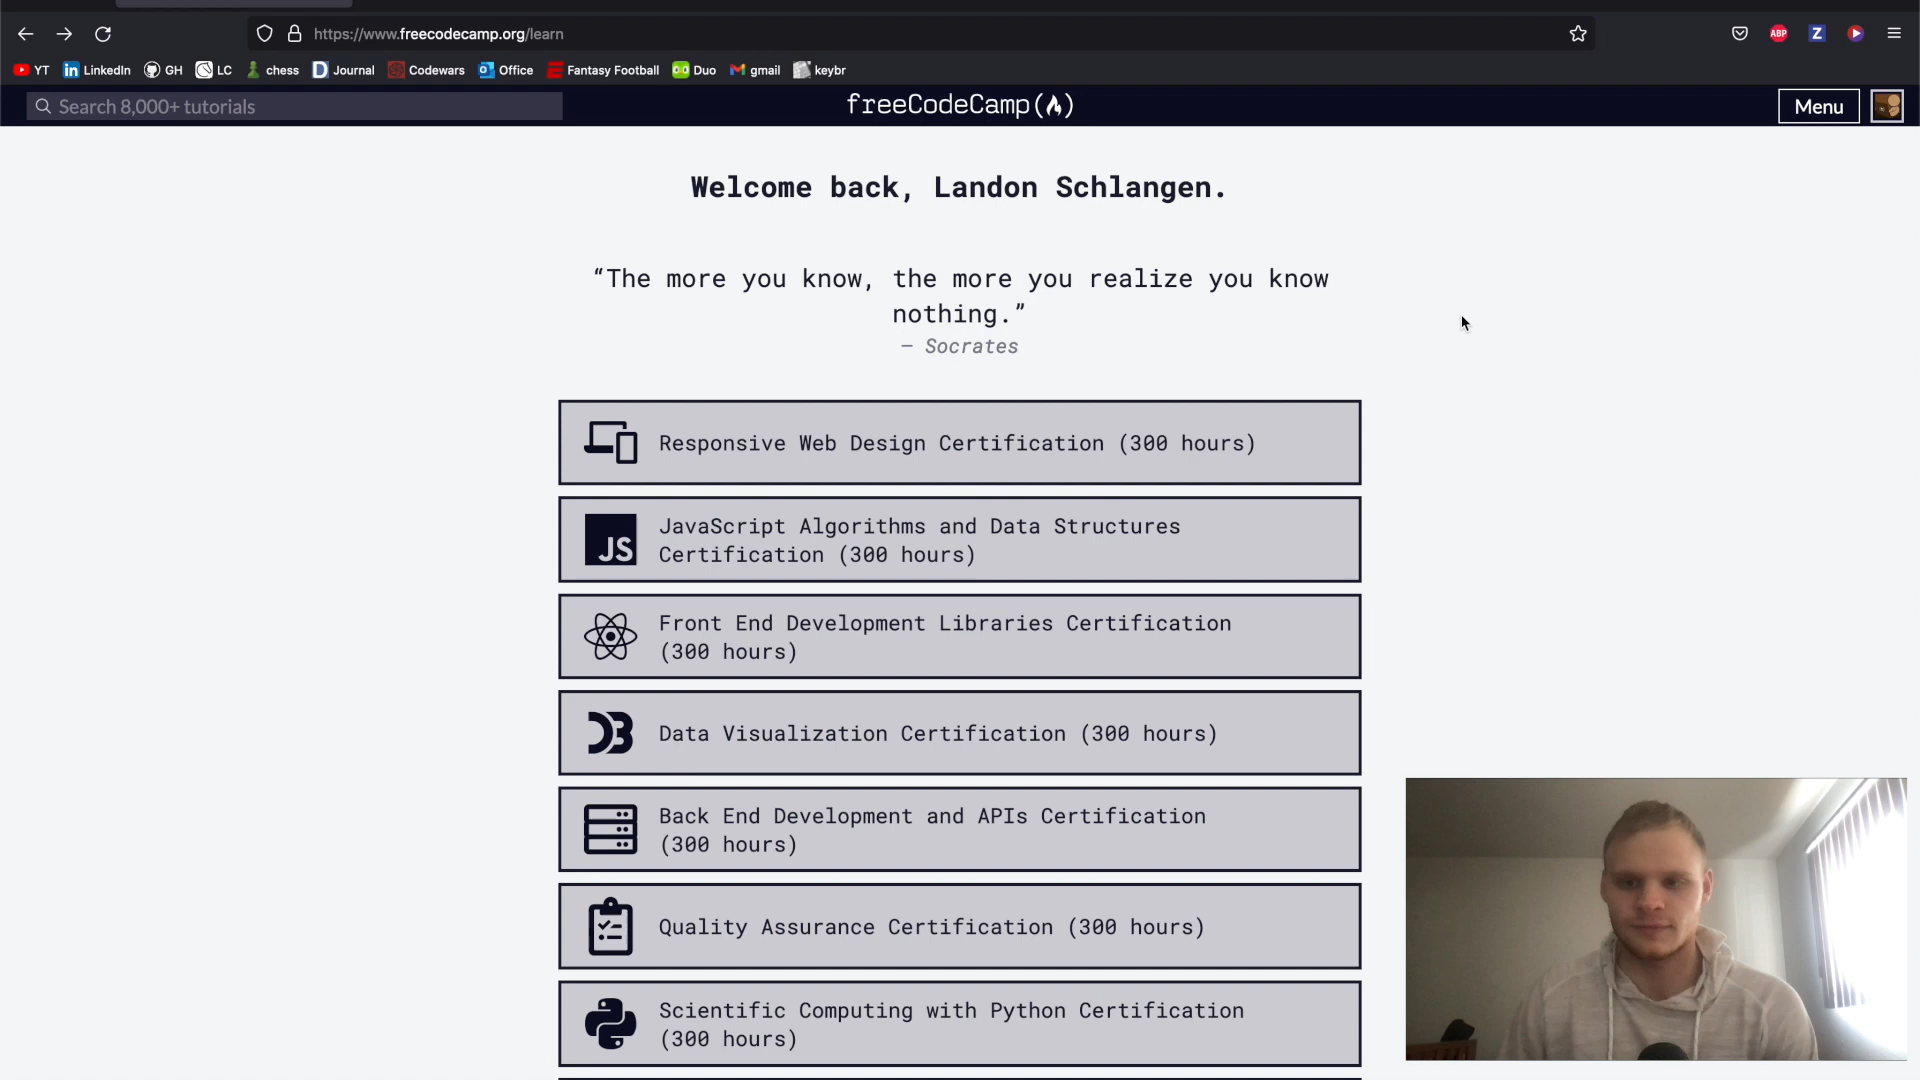 https://www.freecodecamp.org/learn
ABP
Z
YT
LinkedIn
GH
LC
chess
Journal
Codewars
Office
Fantasy Football
Duo
gmail
keybr
Search 8,000+ tutorials
freeCodeCamp
Menu
Welcome back, Landon Schlangen.
“The more you know, the more you realize you know
nothing.”
— Socrates
Responsive Web Design Certification (300 hours)
JS
JavaScript Algorithms and Data Structures
Certification (300 hours)
Front End Development Libraries Certification
(300 hours)
Data Visualization Certification (300 hours)
Back End Development and APIs Certification
(300 hours)
Quality Assurance Certification (300 hours)
Scientific Computing with Python Certification
(300 hours)